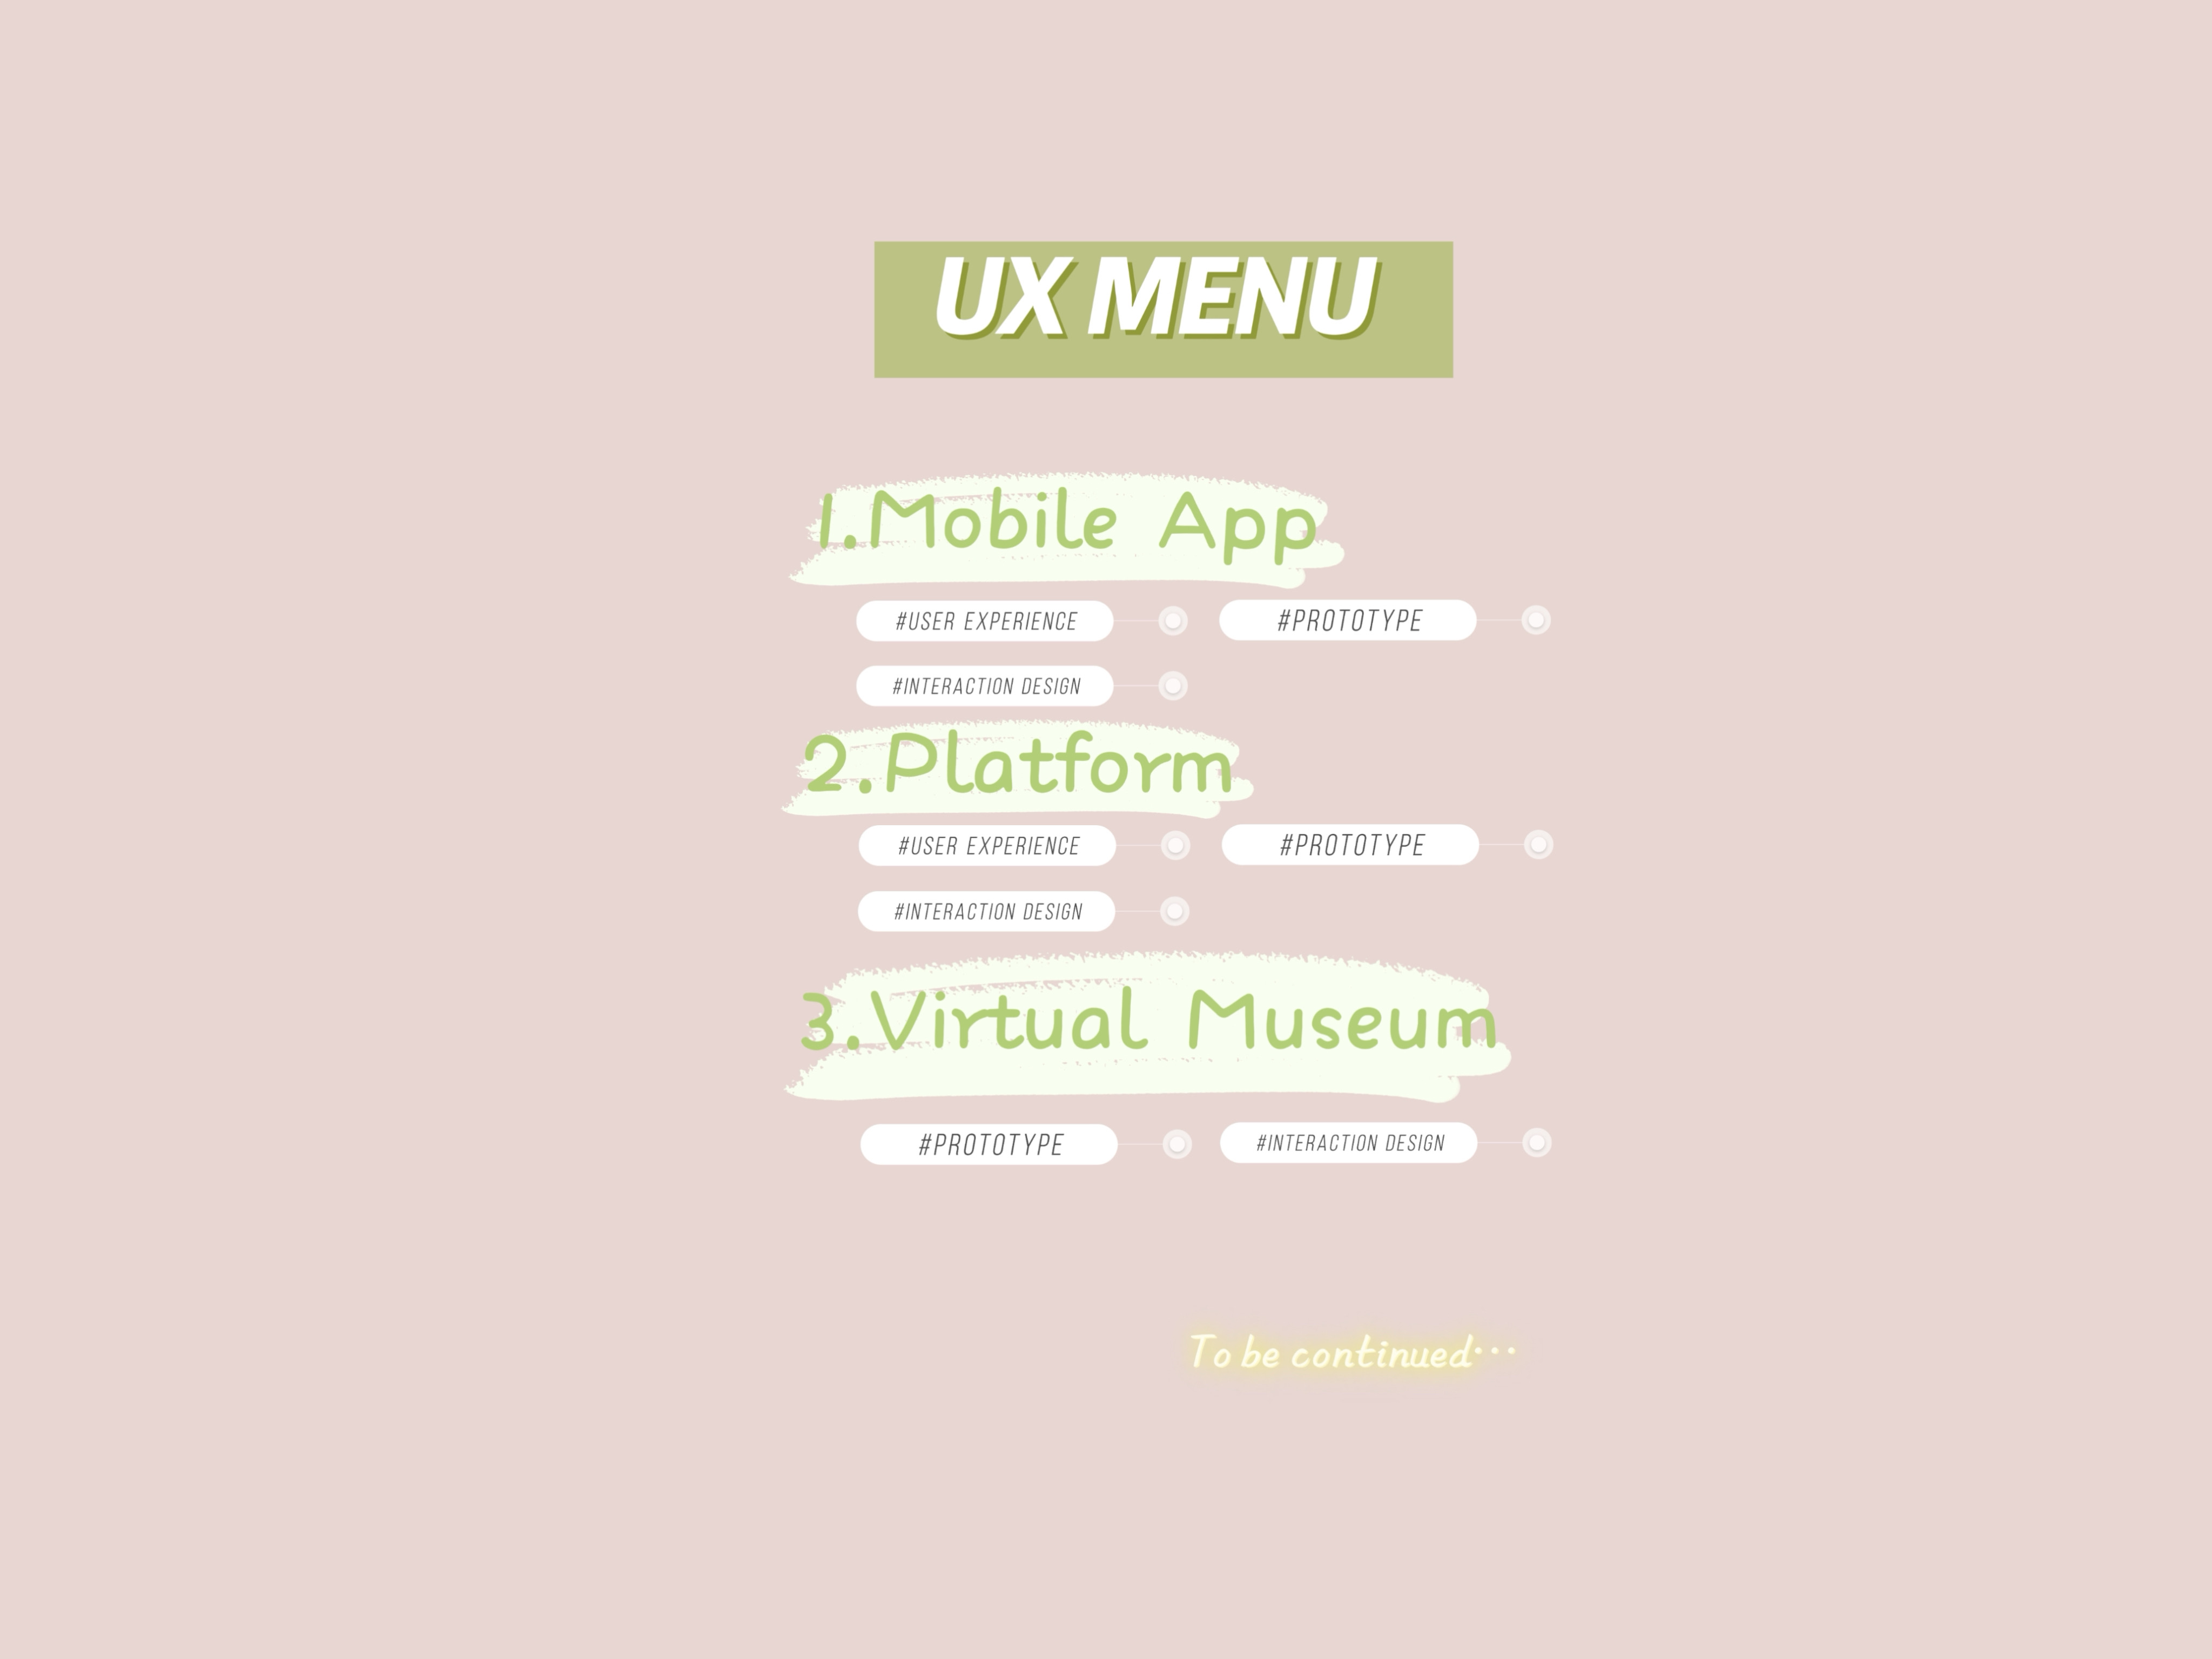 UX MENU
1.Mobile App
#USER EXPERIENCE #PROTOTYPE
#INTERACTION DESIGN
2.Platform
#USER EXPERIENCE #PROTOTYPE
#INTERACTION DESIGN
3.Virtual Museum
#PROTOTYPE #INTERACTION DESIGN
To be continued···